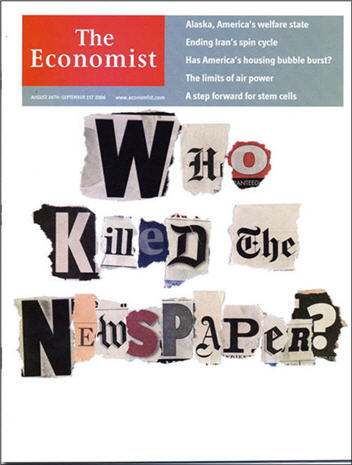 The
Economist
AUGUST 26TH-SEPTEMBER 1ST 2006 www.economist.com
Alaska, America's welfare state
Ending Iran's spin cycle
Has America's housing bubble burst?
The limits of air power
A step forward for stem cells
WHo
KilleD The
NEwSPAPER?